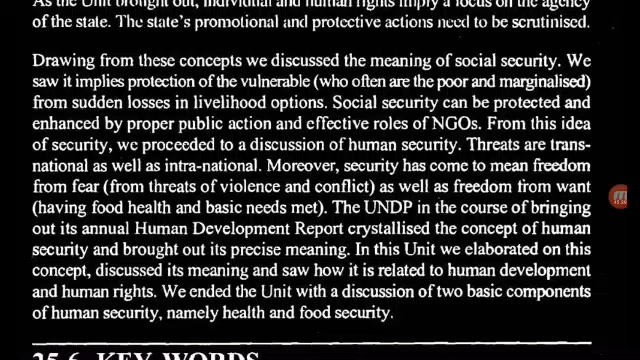 As the Unit brought out, individual and human rights imply a focus on the agency
of the state. The state's promotional and protective actions need to be scrutinised.
Drawing from these concepts we discussed the meaning of social security. We
saw it implies protection of the vulnerable (who often are the poor and marginalised)
from sudden losses in livelihood options. Social security can be protected and
enhanced by proper public action and effective roles of NGOs. From this idea
of security, we proceeded to a discussion of human security. Threats are trans-
national as well as intra-national. Moreover, security has come to mean freedom
from fear (from threats of violence and conflict) as well as freedom from want
(having food health and basic needs met). The UNDP in the course of bringing
out its annual Human Development Report crystallised the concept of human
security and brought out its precise meaning. In this Unit we elaborated on this
concept, discussed its meaning and saw how it is related to human development
and human rights. We ended the Unit with a discussion of two basic components
of human security, namely health and food security.
25.6 KEY WORDS